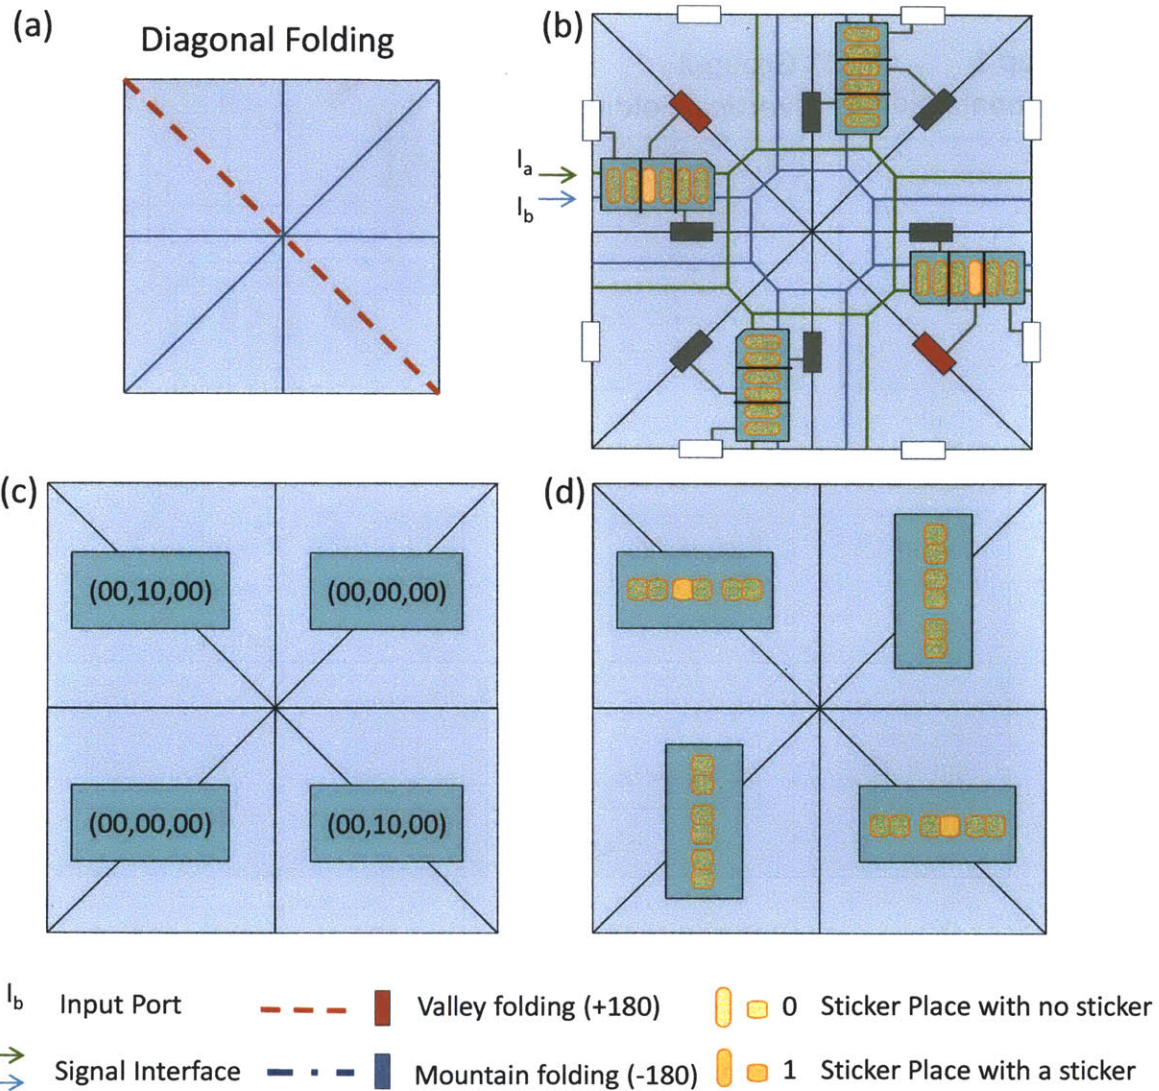 (a)
Diagonal Folding
(b)
Ia
Ib
(c)
(00,10,00)
(00,00,00)
(00,00,00)
(00,10,00)
(d)
Ib Input Port
Valley folding (+180)
0 Sticker Place with no sticker
Signal Interface
Mountain folding (-180)
1 Sticker Place with a sticker